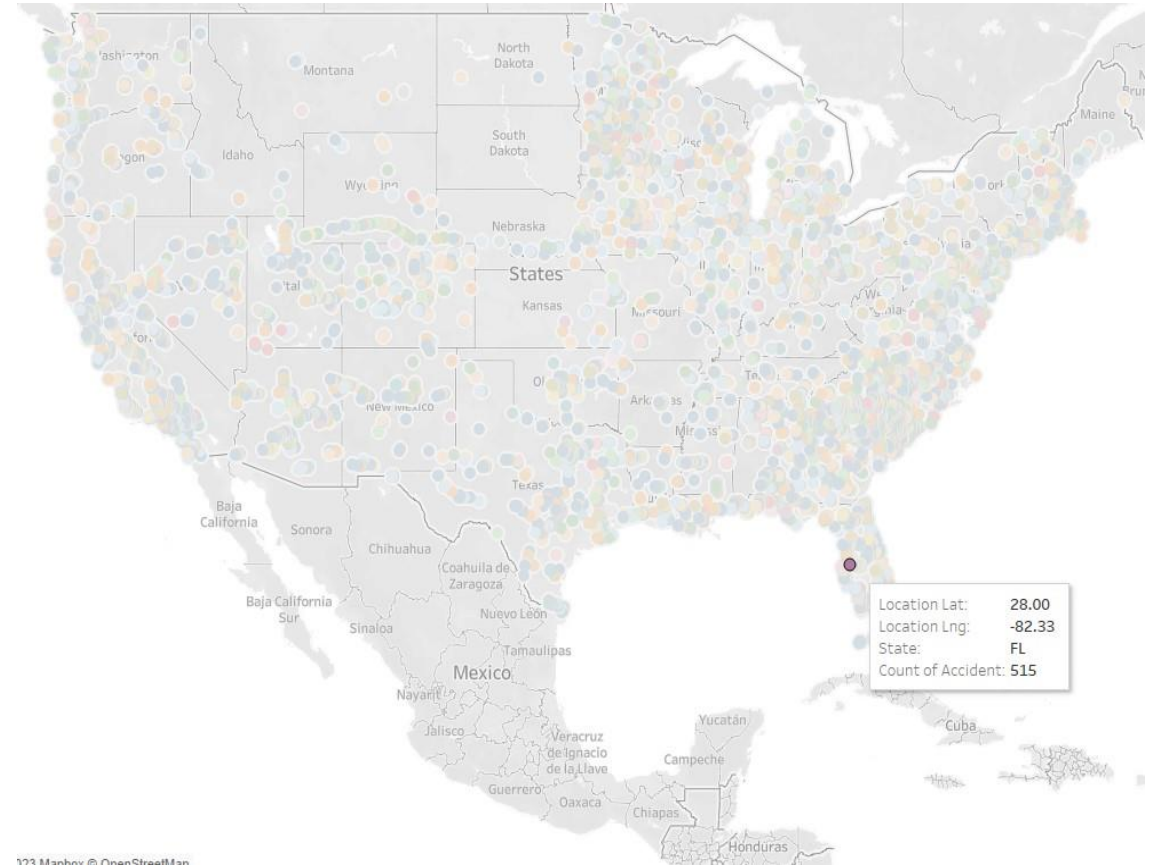 North
Dakota
Montana
Maine
South
Dakota
Idaho
Nebraska
States
Kansas
New Mexico
Texas
Baja
California
Sonora
Chihuahua
Coahuila de
Zaragoza
Baja California
Sur
Sinaloa
Nuevo León
Tamaulipas
Mexico
Nayarit
Jalisco
Veracruz
de Ignacio
de la Llave
Yucatán
Campeche
Cuba
Guerrero
Oaxaca
Chiapas
Honduras
Location Lat: 28.00
Location Lng: -82.33
State: FL
Count of Accident: 515
Mapbox © OpenStreetMap